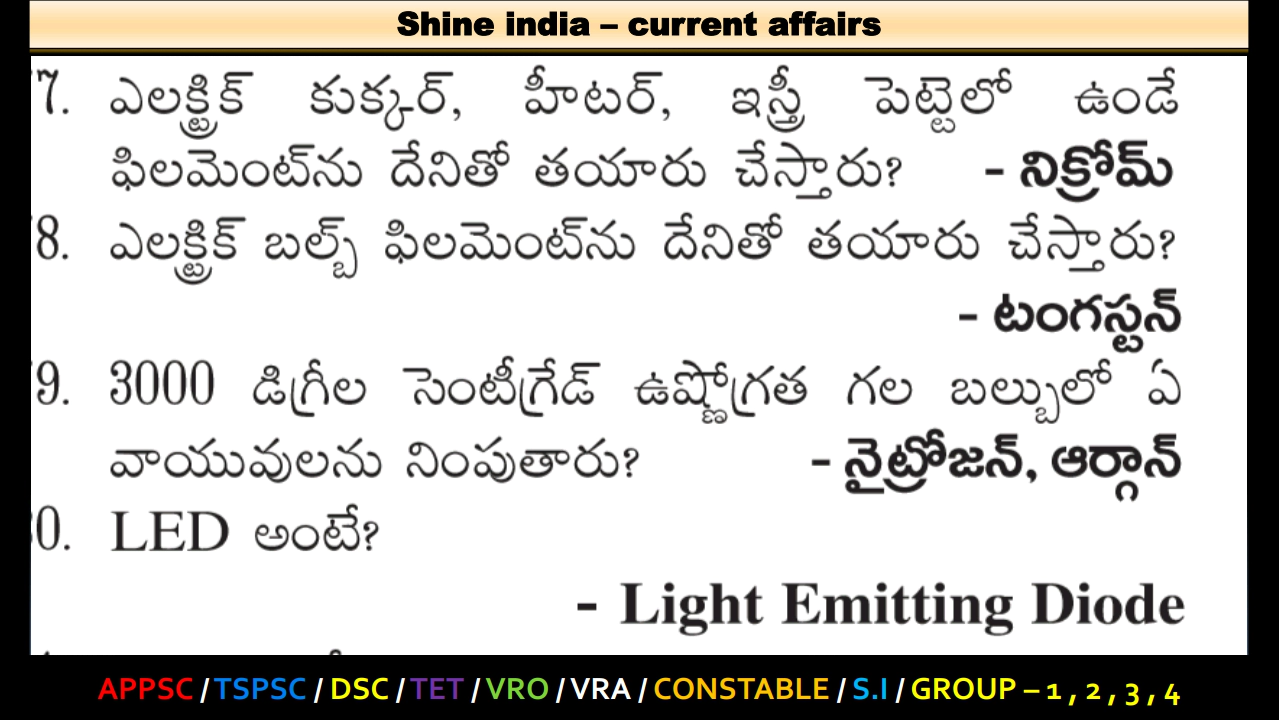 Shine india – current affairs
7. ఎలక్ట్రిక్ కుక్కర్, హీటర్, ఇస్త్రీ పెట్టెలో ఉండే
ఫిలమెంట్‌ను దేనితో తయారు చేస్తారు? - నిక్రోమ్
8. ఎలక్ట్రిక్ బల్బ్ ఫిలమెంట్‌ను దేనితో తయారు చేస్తారు?
- టంగస్టన్
9. 3000 డిగ్రీల సెంటీగ్రేడ్ ఉష్ణోగ్రత గల బల్బులో ఏ
వాయువులను నింపుతారు? - నైట్రోజన్, ఆర్గాన్
0. LED అంటే?
- Light Emitting Diode
APPSC / TSPSC / DSC / TET / VRO / VRA / CONSTABLE / S.I / GROUP – 1 , 2 , 3 , 4